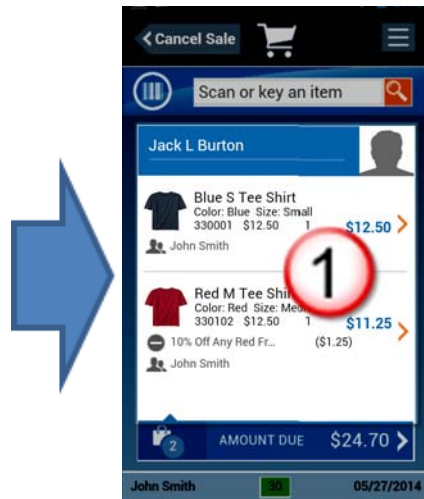 Cancel Sale
Scan or key an item
Jack L Burton
Blue S Tee Shirt
Color: Blue Size: Small
330001 $12.50 1 $12.50
John Smith
1
Red M Tee
Color: Red Size:
330102 $12.50 1 $11.25
10% Off Any Red Fr... ($1.25)
John Smith
2 AMOUNT DUE $24.70
John Smith 30 05/27/2014